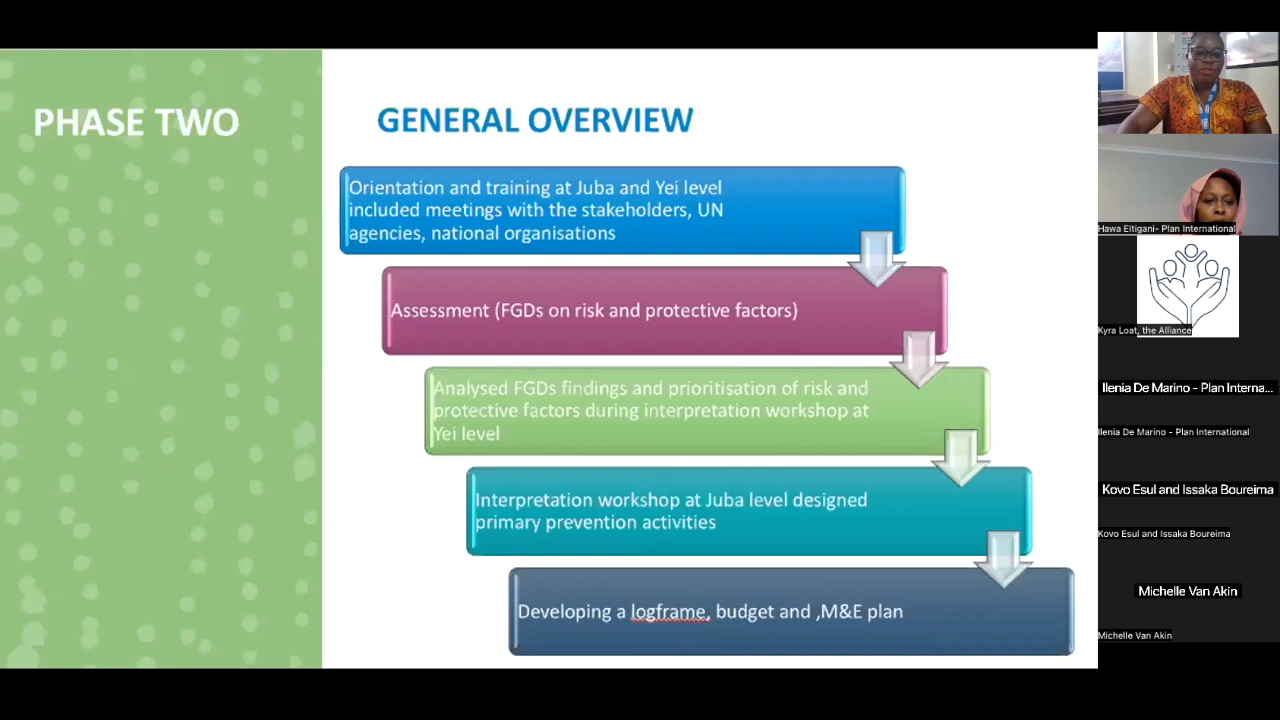 PHASE TWO
GENERAL OVERVIEW
Orientation and training at Juba and Yei level
included meetings with the stakeholders, UN
agencies, national organisations
Assessment (FGDs on risk and protective factors)
Analysed FGDs findings and prioritisation of risk and
protective factors during interpretation workshop at
Yei level
Interpretation workshop at Juba level designed
primary prevention activities
Developing a logframe, budget and ,M&E plan
Hawa Eltigani- Plan International
Kyra Loat, the Alliance
Ilenia De Marino - Plan Interna...
Ilenia De Marino - Plan International
Kovo Esul and Issaka Boureima
Kovo Esul and Issaka Boureima
Michelle Van Akin
Michelle Van Akin